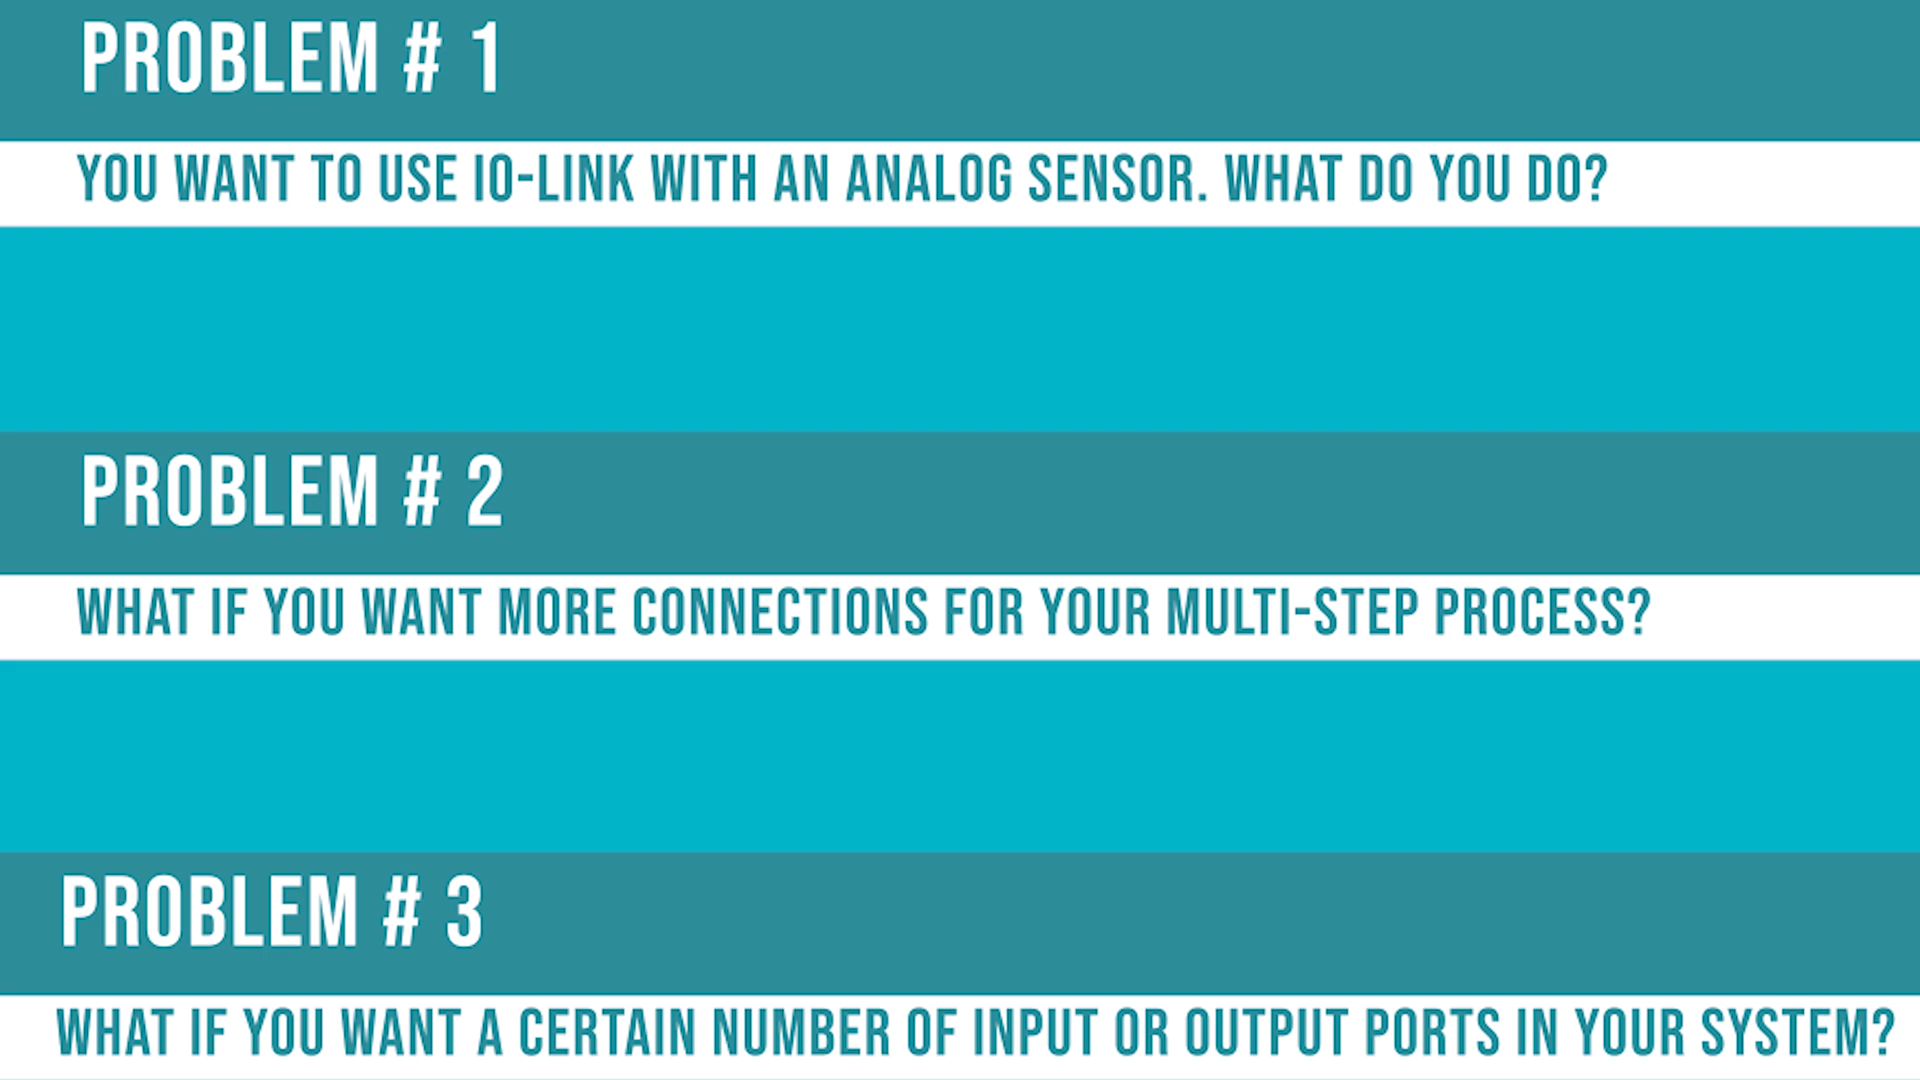 PROBLEM # 1
YOU WANT TO USE IO-LINK WITH AN ANALOG SENSOR. WHAT DO YOU DO?
PROBLEM # 2
WHAT IF YOU WANT MORE CONNECTIONS FOR YOUR MULTI-STEP PROCESS?
PROBLEM # 3
WHAT IF YOU WANT A CERTAIN NUMBER OF INPUT OR OUTPUT PORTS IN YOUR SYSTEM?